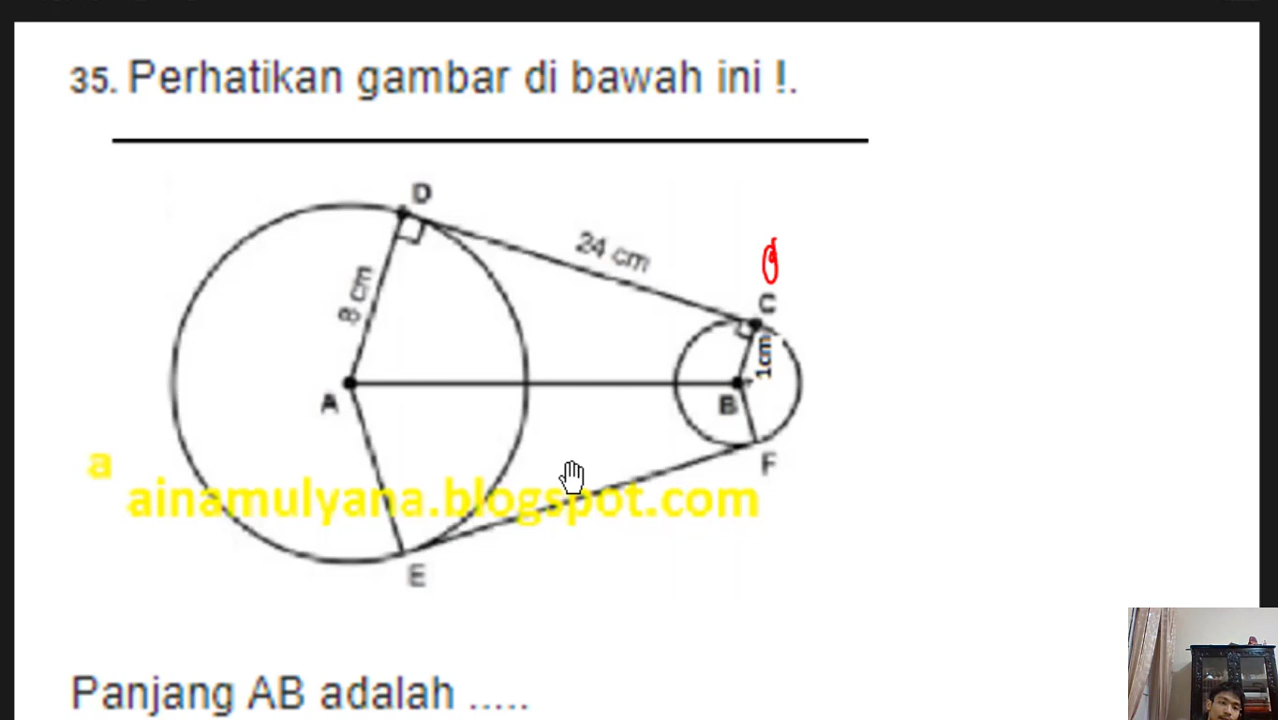 35. Perhatikan gambar di bawah ini !.
D
24 cm
8 cm
C
1cm
A
B
F
a
ainamulyana.blogspot.com
E
Panjang AB adalah .....